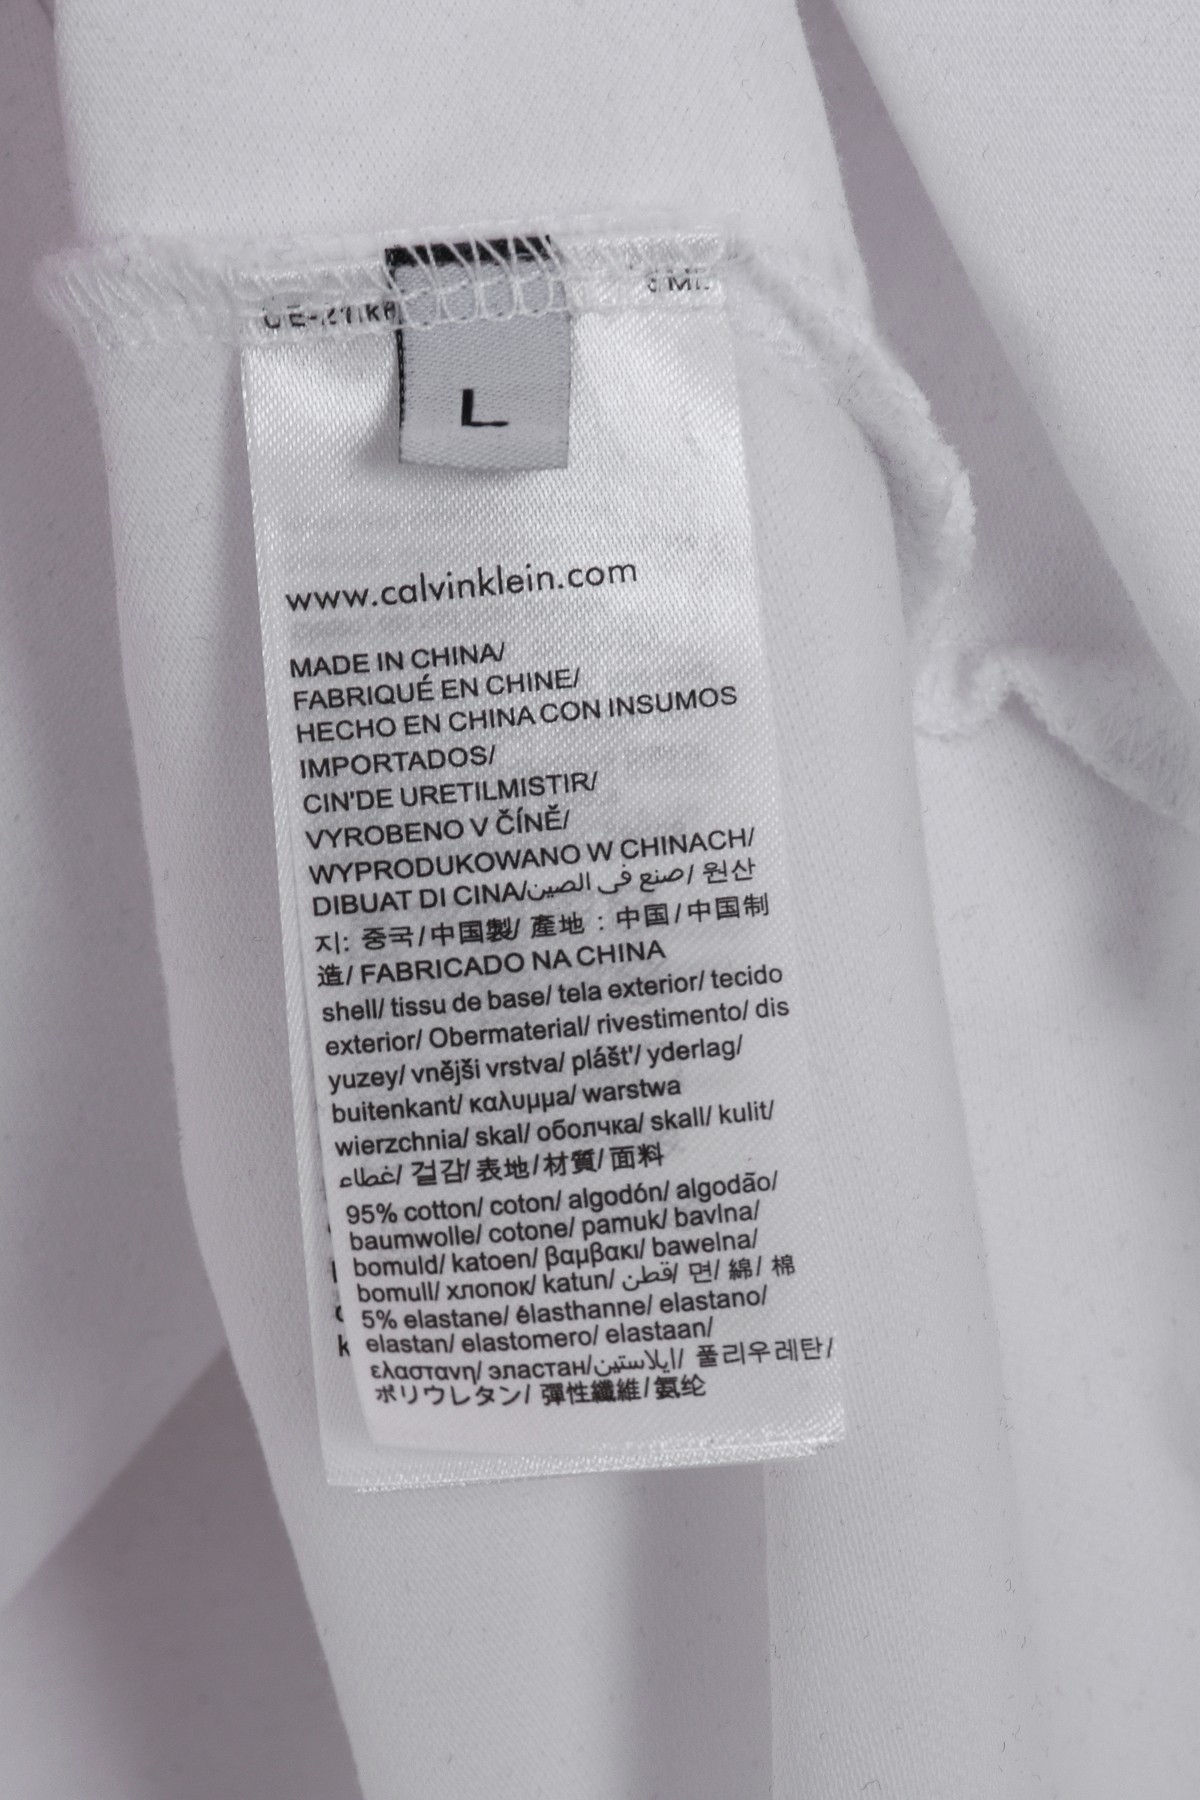 L
www.calvinklein.com
MADE IN CHINA/
FABRIQUÉ EN CHINE/
HECHO EN CHINA CON INSUMOS
IMPORTADOS/
CIN'DE URETILMISTIR/
VYROBENO V ČÍNĚ/
WYPRODUKOWANO W CHINACH/
DIBUAT DI CINA/صنع في الصين/ 원산
지: 중국/中国製/ 產地 : 中国/中国制
造/ FABRICADO NA CHINA
shell/ tissu de base/ tela exterior/ tecido
exterior/ Obermaterial/ rivestimento/ dis
yuzey/ vnějši vrstva/ plášt'/ yderlag/
buitenkant/ καλυμμα/ warstwa
wierzchnia/ skal/ оболчка/ skall/ kulit/
غطاء/ 겉감/ 表地/材質/ 面料
95% cotton/ coton/ algodón/ algodão/
baumwolle/ cotone/ pamuk/ bavlna/
bomuld/ katoen/ βαμβακι/ bawelna/
bomull/ хлопок/ katun/ قطن/ 면/ 綿/ 棉
5% elastane/ élasthanne/ elastano/
elastan/ elastomero/ elastaan/
ελαστανη/ эластан/ايلاستين/ 폴리우레탄/
ポリウレタン/ 彈性纖維/氨纶